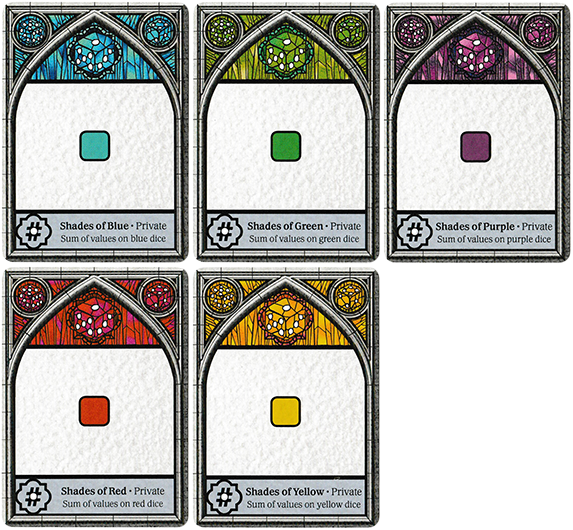 Shades of Blue • Private
Sum of values on blue dice
#
Shades of Green • Private
Sum of values on green dice
#
Shades of Purple • Private
Sum of values on purple dice
#
Shades of Red • Private
Sum of values on red dice
#
Shades of Yellow • Private
Sum of values on yellow dice
#